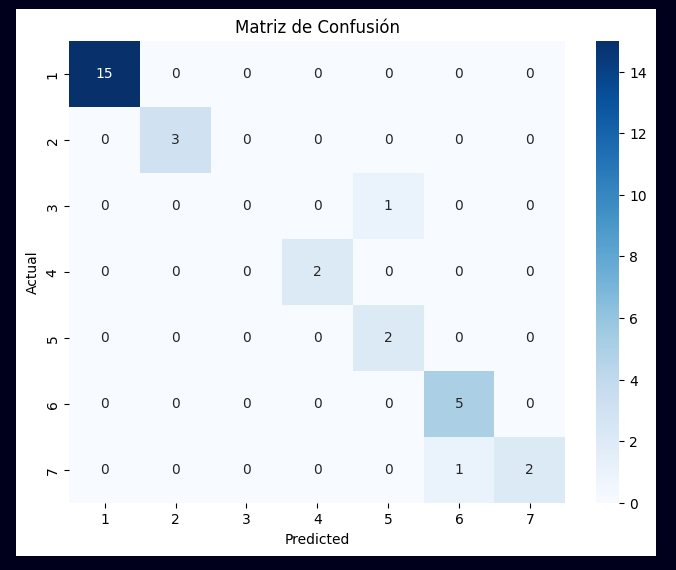 Matriz de Confusión
1 15 0 0 0 0 0 0
2 0 3 0 0 0 0 0
3 0 0 0 0 1 0 0
4 0 0 0 2 0 0 0
5 0 0 0 0 2 0 0
6 0 0 0 0 0 5 0
7 0 0 0 0 0 1 2
1 2 3 4 5 6 7
Predicted
Actual
14
12
10
8
6
4
2
0